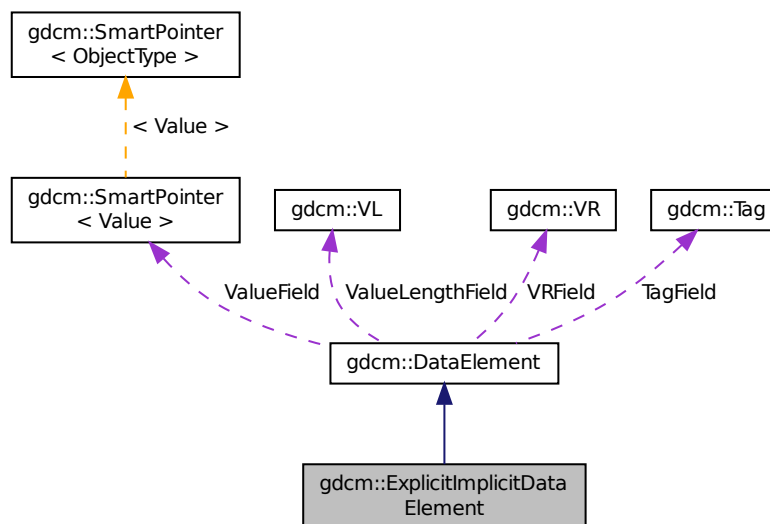 gdcm::SmartPointer
< ObjectType >
< Value >
gdcm::SmartPointer
< Value >
gdcm::VL
gdcm::VR
gdcm::Tag
ValueField
ValueLengthField
VRField
TagField
gdcm::DataElement
gdcm::ExplicitImplicitData
Element